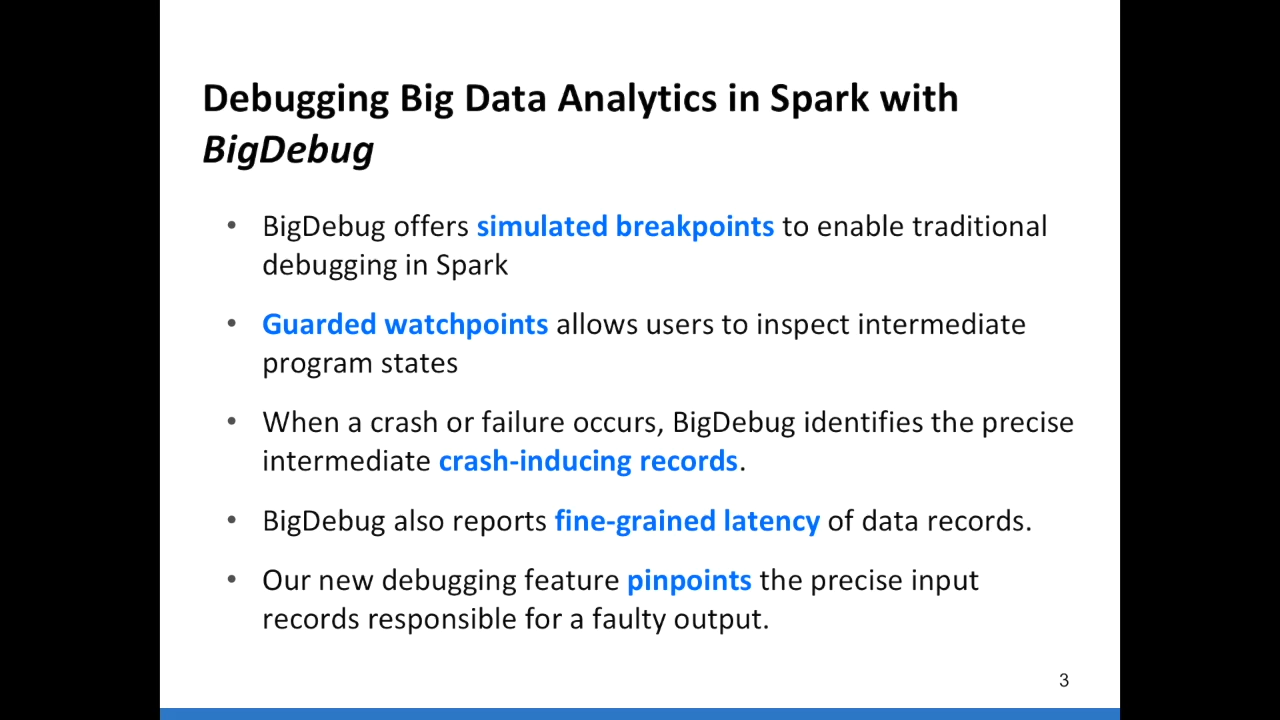 Debugging Big Data Analytics in Spark with
BigDebug
• BigDebug offers simulated breakpoints to enable traditional
debugging in Spark
• Guarded watchpoints allows users to inspect intermediate
program states
• When a crash or failure occurs, BigDebug identifies the precise
intermediate crash-inducing records.
• BigDebug also reports fine-grained latency of data records.
• Our new debugging feature pinpoints the precise input
records responsible for a faulty output.
3